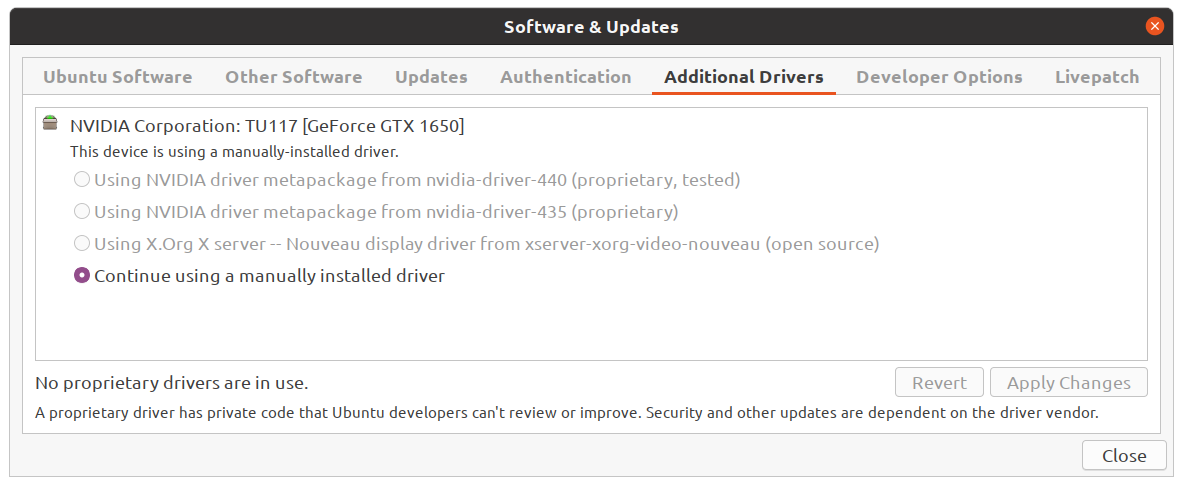 Software & Updates
Ubuntu Software Other Software Updates Authentication Additional Drivers Developer Options Livepatch
NVIDIA Corporation: TU117 [GeForce GTX 1650]
This device is using a manually-installed driver.
Using NVIDIA driver metapackage from nvidia-driver-440 (proprietary, tested)
Using NVIDIA driver metapackage from nvidia-driver-435 (proprietary)
Using X.Org X server -- Nouveau display driver from xserver-xorg-video-nouveau (open source)
Continue using a manually installed driver
No proprietary drivers are in use. Revert Apply Changes
A proprietary driver has private code that Ubuntu developers can't review or improve. Security and other updates are dependent on the driver vendor.
Close